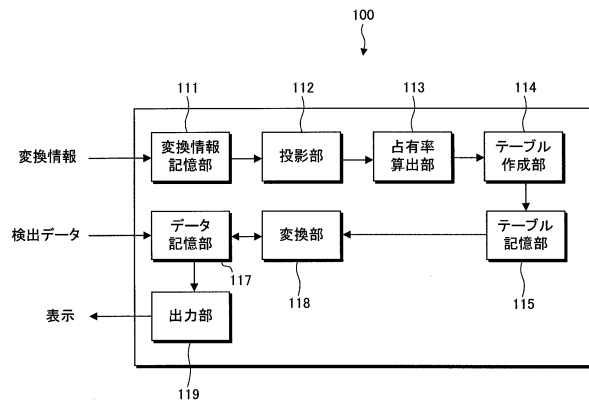 100
111
112
113
114
変換情報
変換情報
記憶部
投影部
占有率
算出部
テーブル
作成部
検出データ
データ
記憶部
変換部
テーブル
記憶部
117
118
115
表示
出力部
119